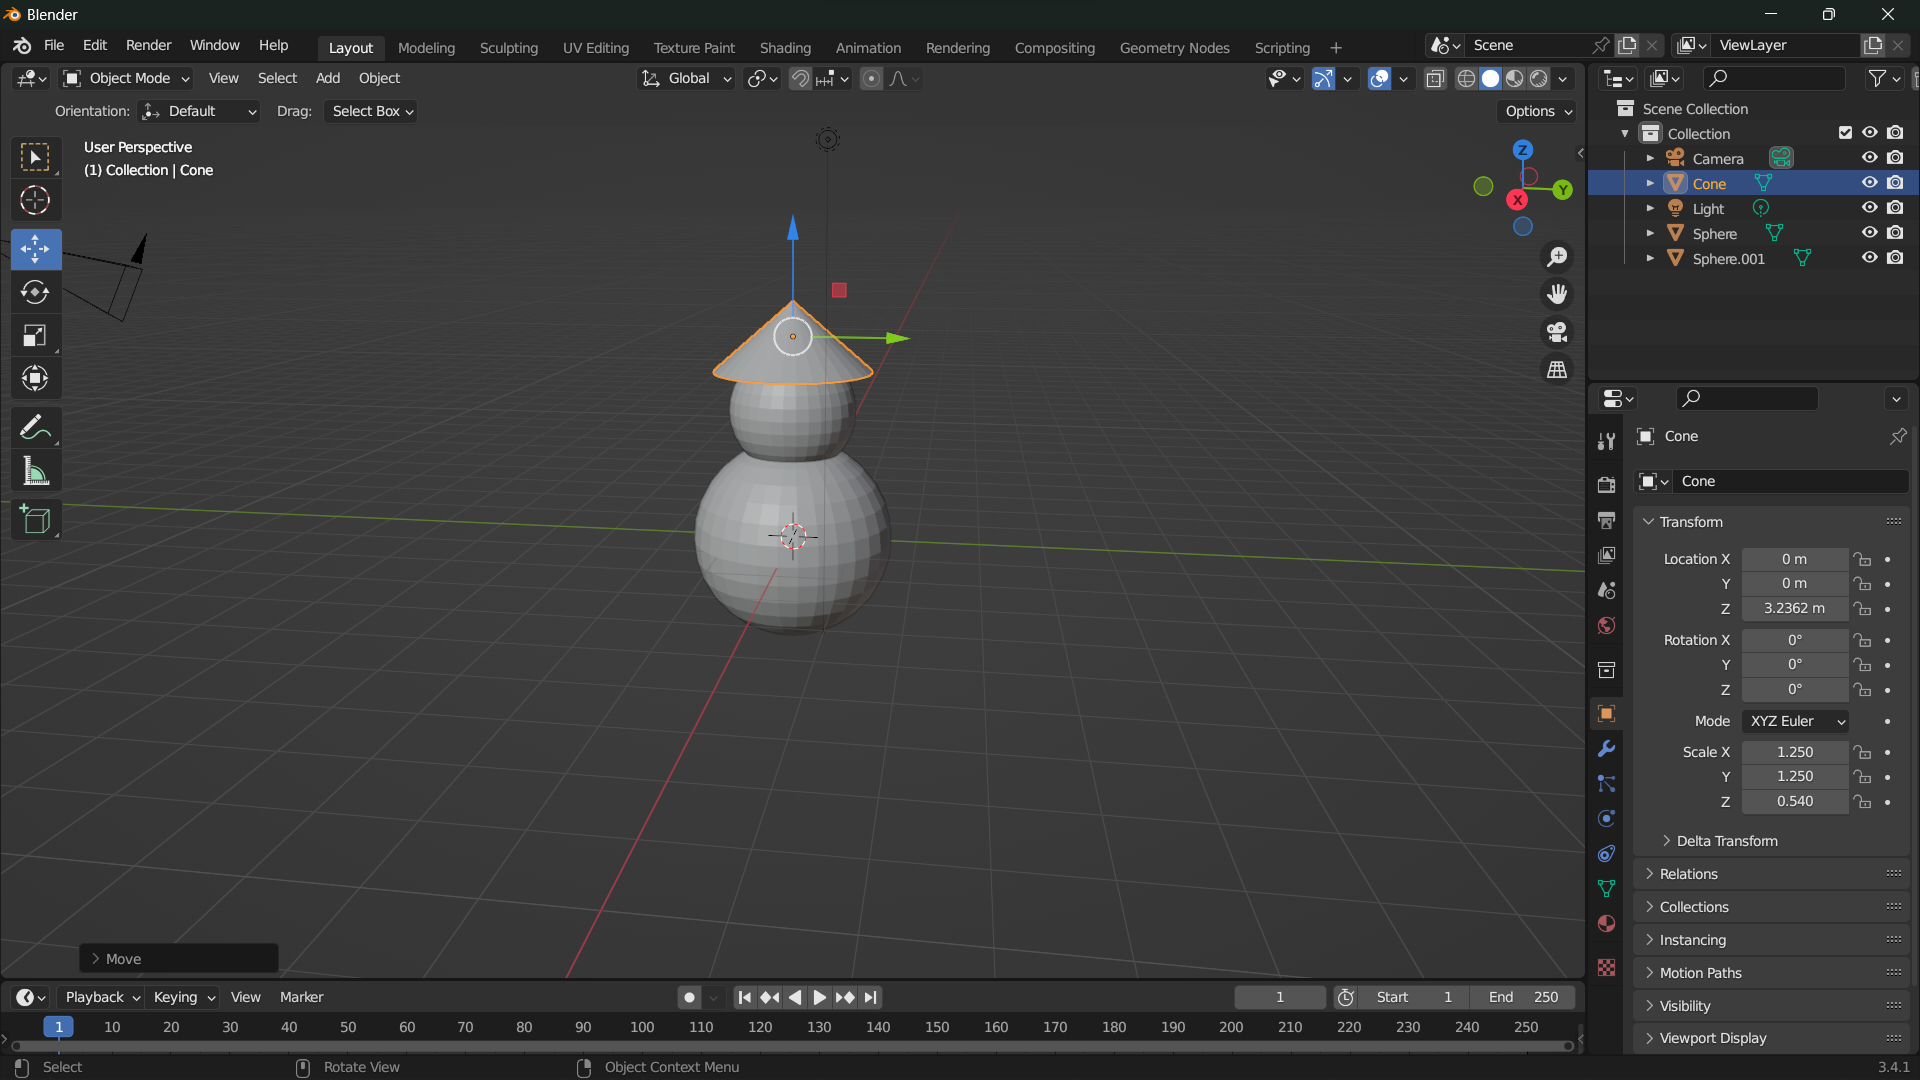 Blender
File Edit Render Window Help Layout Modeling Sculpting UV Editing Texture Paint Shading Animation Rendering Compositing Geometry Nodes Scripting + Scene ViewLayer
Object Mode View Select Add Object Global
Orientation: Default Drag: Select Box Options
User Perspective
(1) Collection | Cone
Z
Y
X
Scene Collection
Collection
Camera
Cone
Light
Sphere
Sphere.001
Cone
Cone
Transform
Location X 0 m
Y 0 m
Z 3.2362 m
Rotation X 0°
Y 0°
Z 0°
Mode XYZ Euler
Scale X 1.250
Y 1.250
Z 0.540
Delta Transform
Relations
Collections
Instancing
Motion Paths
Visibility
Viewport Display
Move
Playback Keying View Marker 1 Start 1 End 250
1 10 20 30 40 50 60 70 80 90 100 110 120 130 140 150 160 170 180 190 200 210 220 230 240 250
Select Rotate View Object Context Menu 3.4.1